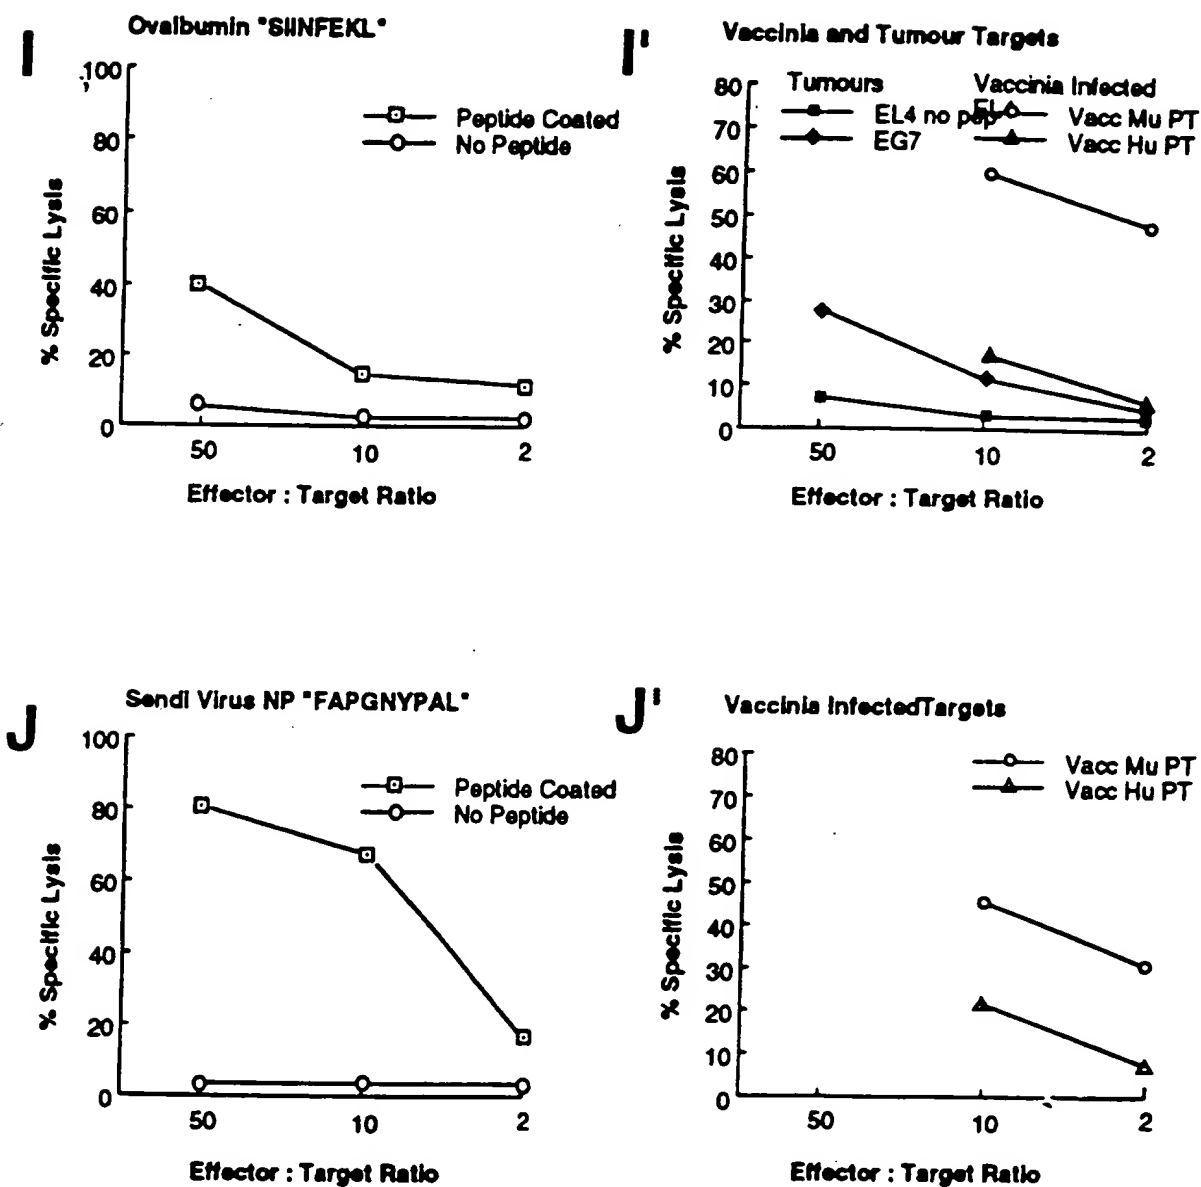 I
Ovalbumin "SIINFEKL"
% Specific Lysis
100
80
60
40
20
0
Peptide Coated
No Peptide
50 10 2
Effector : Target Ratio
I'
Vaccinia and Tumour Targets
% Specific Lysis
80
70
60
50
40
30
20
10
0
Tumours
EL4 no pep
EG7
Vaccinia Infected
Vacc Mu PT
Vacc Hu PT
50 10 2
Effector : Target Ratio
J
Sendi Virus NP "FAPGNYPAL"
% Specific Lysis
100
80
60
40
20
0
Peptide Coated
No Peptide
50 10 2
Effector : Target Ratio
J'
Vaccinia InfectedTargets
% Specific Lysis
80
70
60
50
40
30
20
10
0
Vacc Mu PT
Vacc Hu PT
50 10 2
Effector : Target Ratio